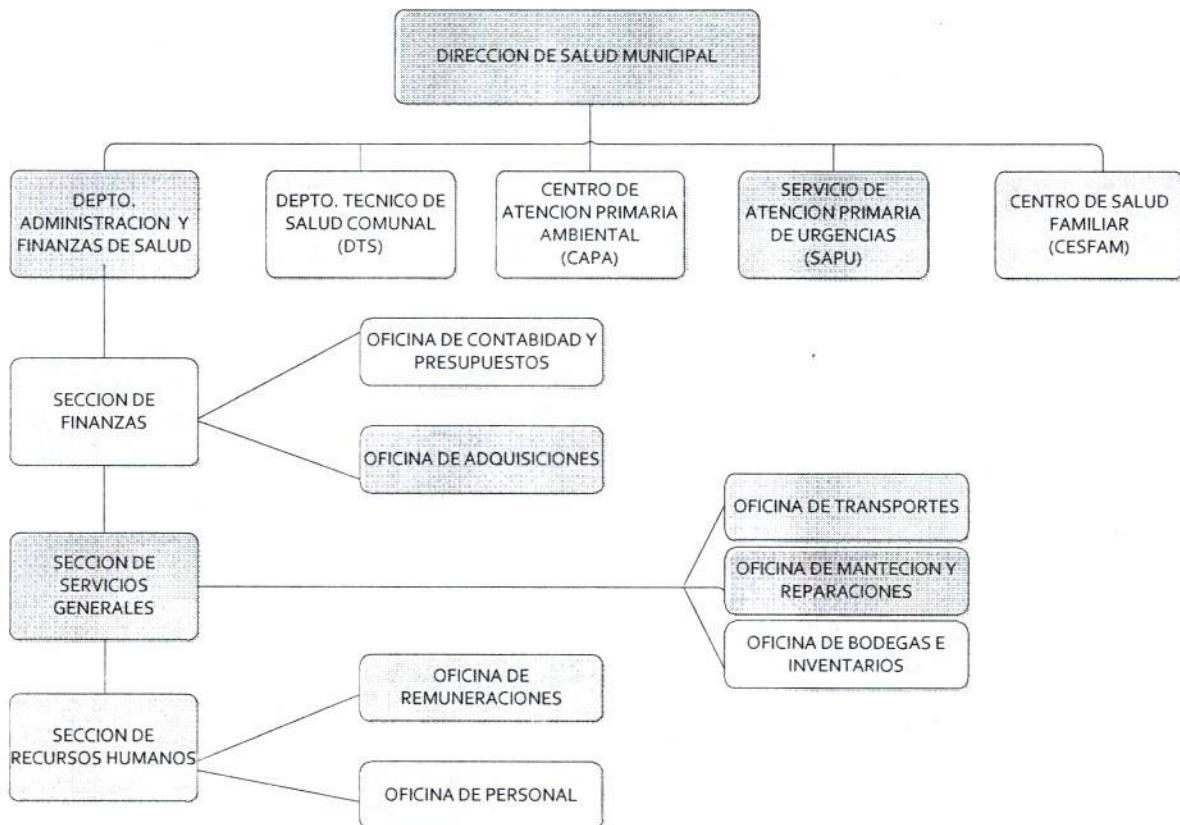 DIRECCION DE SALUD MUNICIPAL
DEPTO.
ADMINISTRACION Y
FINANZAS DE SALUD
DEPTO. TECNICO DE
SALUD COMUNAL
(DTS)
CENTRO DE
ATENCION PRIMARIA
AMBIENTAL
(CAPA)
SERVICIO DE
ATENCION PRIMARIA
DE URGENCIAS
(SAPU)
CENTRO DE SALUD
FAMILIAR
(CESFAM)
SECCION DE
FINANZAS
OFICINA DE CONTABIDAD Y
PRESUPUESTOS
OFICINA DE ADQUISICIONES
SECCION DE
SERVICIOS
GENERALES
OFICINA DE TRANSPORTES
OFICINA DE MANTECION Y
REPARACIONES
OFICINA DE BODEGAS E
INVENTARIOS
SECCION DE
RECURSOS HUMANOS
OFICINA DE
REMUNERACIONES
OFICINA DE PERSONAL